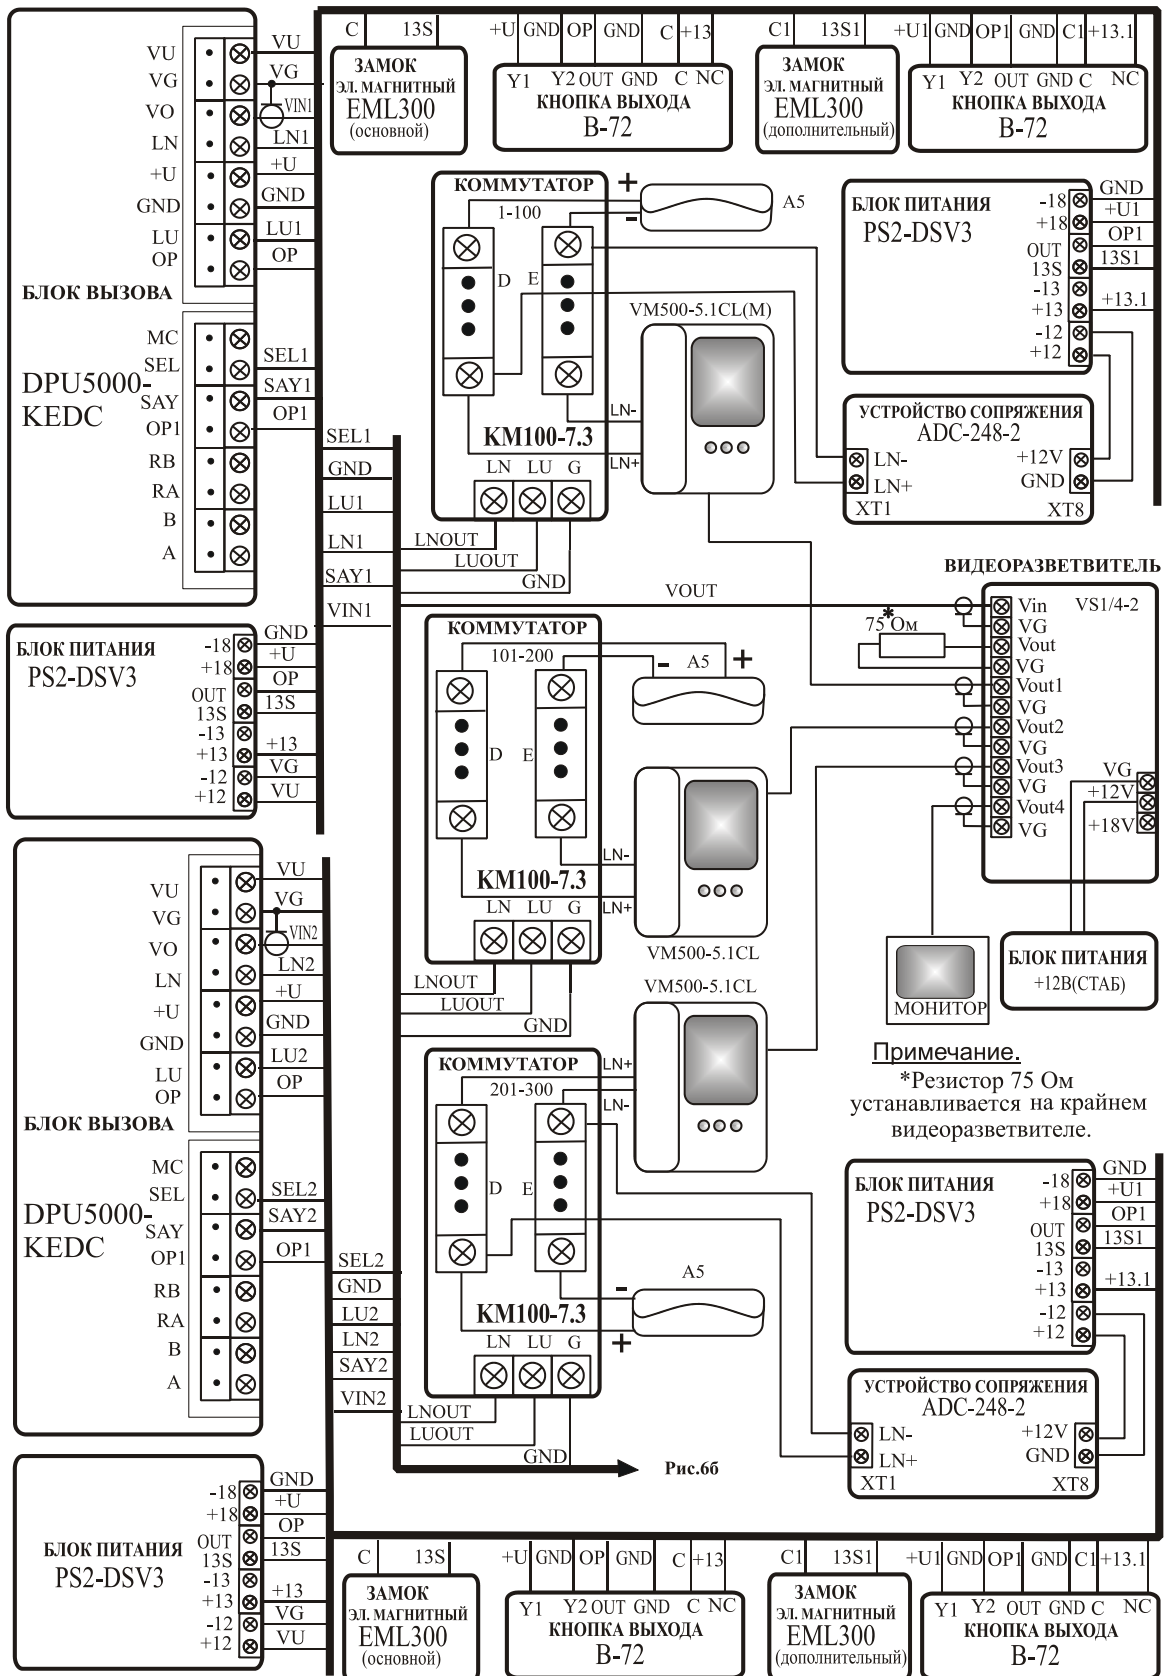 C 13S
+U GND OP GND C +13
C1 13S1
+U1 GND OP1 GND C1 +13.1
ЗАМОК
ЭЛ. МАГНИТНЫЙ
EML300
(основной)
Y1 Y2 OUT GND C NC
КНОПКА ВЫХОДА
B-72
ЗАМОК
ЭЛ. МАГНИТНЫЙ
EML300
(дополнительный)
Y1 Y2 OUT GND C NC
КНОПКА ВЫХОДА
B-72
VU VU
VG VG
VO VIN1
LN LN1
+U +U
GND GND
LU LU1
OP OP
БЛОК ВЫЗОВА
DPU5000-
KEDC
MC
SEL SEL1
SAY SAY1
OP1 OP1
RB
RA
B
A
SEL1
GND
LU1
LN1
SAY1
VIN1
БЛОК ПИТАНИЯ
PS2-DSV3
-18 GND
+18 +U
OUT OP
13S 13S
-13
+13 +13
-12 VG
+12 VU
КОММУТАТОР
1-100
D E
+
-
A5
VM500-5.1CL(M)
LN-
LN+
KM100-7.3
LN LU G
LNOUT
LUOUT
GND
VOUT
БЛОК ПИТАНИЯ
PS2-DSV3
-18 GND
+18 +U1
OUT OP1
13S 13S1
-13
+13 +13.1
-12
+12
УСТРОЙСТВО СОПРЯЖЕНИЯ
ADC-248-2
LN- +12V
LN+ GND
XT1 XT8
ВИДЕОРАЗВЕТВИТЕЛЬ
VS1/4-2
*
75 Ом
Vin
VG
Vout
VG
Vout1
VG
Vout2
VG
Vout3
VG
Vout4
VG
VG
+12V
+18V
КОММУТАТОР
101-200
D E
- A5 +
LN-
LN+
KM100-7.3
LN LU G
VM500-5.1CL
LNOUT
LUOUT
GND
МОНИТОР
БЛОК ПИТАНИЯ
+12В(СТАБ)
Примечание.
*Резистор 75 Ом
устанавливается на крайнем
видеоразветвителе.
VU VU
VG VG
VO VIN2
LN LN2
+U +U
GND GND
LU LU2
OP OP
БЛОК ВЫЗОВА
DPU5000-
KEDC
MC
SEL SEL2
SAY SAY2
OP1 OP1
RB
RA
B
A
SEL2
GND
LU2
LN2
SAY2
VIN2
VM500-5.1CL
КОММУТАТОР
201-300
LN+
LN-
D E
- A5
+
KM100-7.3
LN LU G
LNOUT
LUOUT
GND
Рис.6б
БЛОК ПИТАНИЯ
PS2-DSV3
-18 GND
+18 +U1
OUT OP1
13S 13S1
-13
+13 +13.1
-12
+12
УСТРОЙСТВО СОПРЯЖЕНИЯ
ADC-248-2
LN- +12V
LN+ GND
XT1 XT8
БЛОК ПИТАНИЯ
PS2-DSV3
-18 GND
+18 +U
OUT OP
13S 13S
-13
+13 +13
-12 VG
+12 VU
C 13S
+U GND OP GND C +13
C1 13S1
+U1 GND OP1 GND C1 +13.1
ЗАМОК
ЭЛ. МАГНИТНЫЙ
EML300
(основной)
Y1 Y2 OUT GND C NC
КНОПКА ВЫХОДА
B-72
ЗАМОК
ЭЛ. МАГНИТНЫЙ
EML300
(дополнительный)
Y1 Y2 OUT GND C NC
КНОПКА ВЫХОДА
B-72